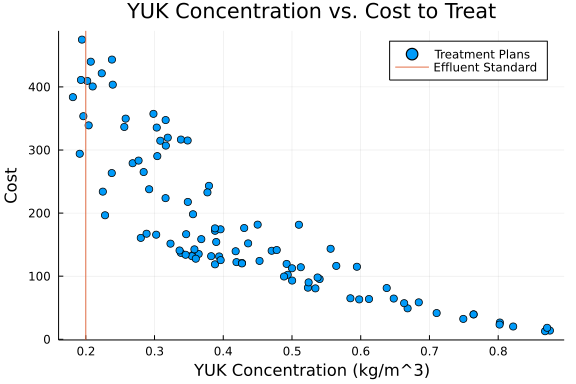 YUK Concentration vs. Cost to Treat
Treatment Plans
Effluent Standard
400
300
200
100
0
Cost
0.2 0.3 0.4 0.5 0.6 0.7 0.8
YUK Concentration (kg/m^3)